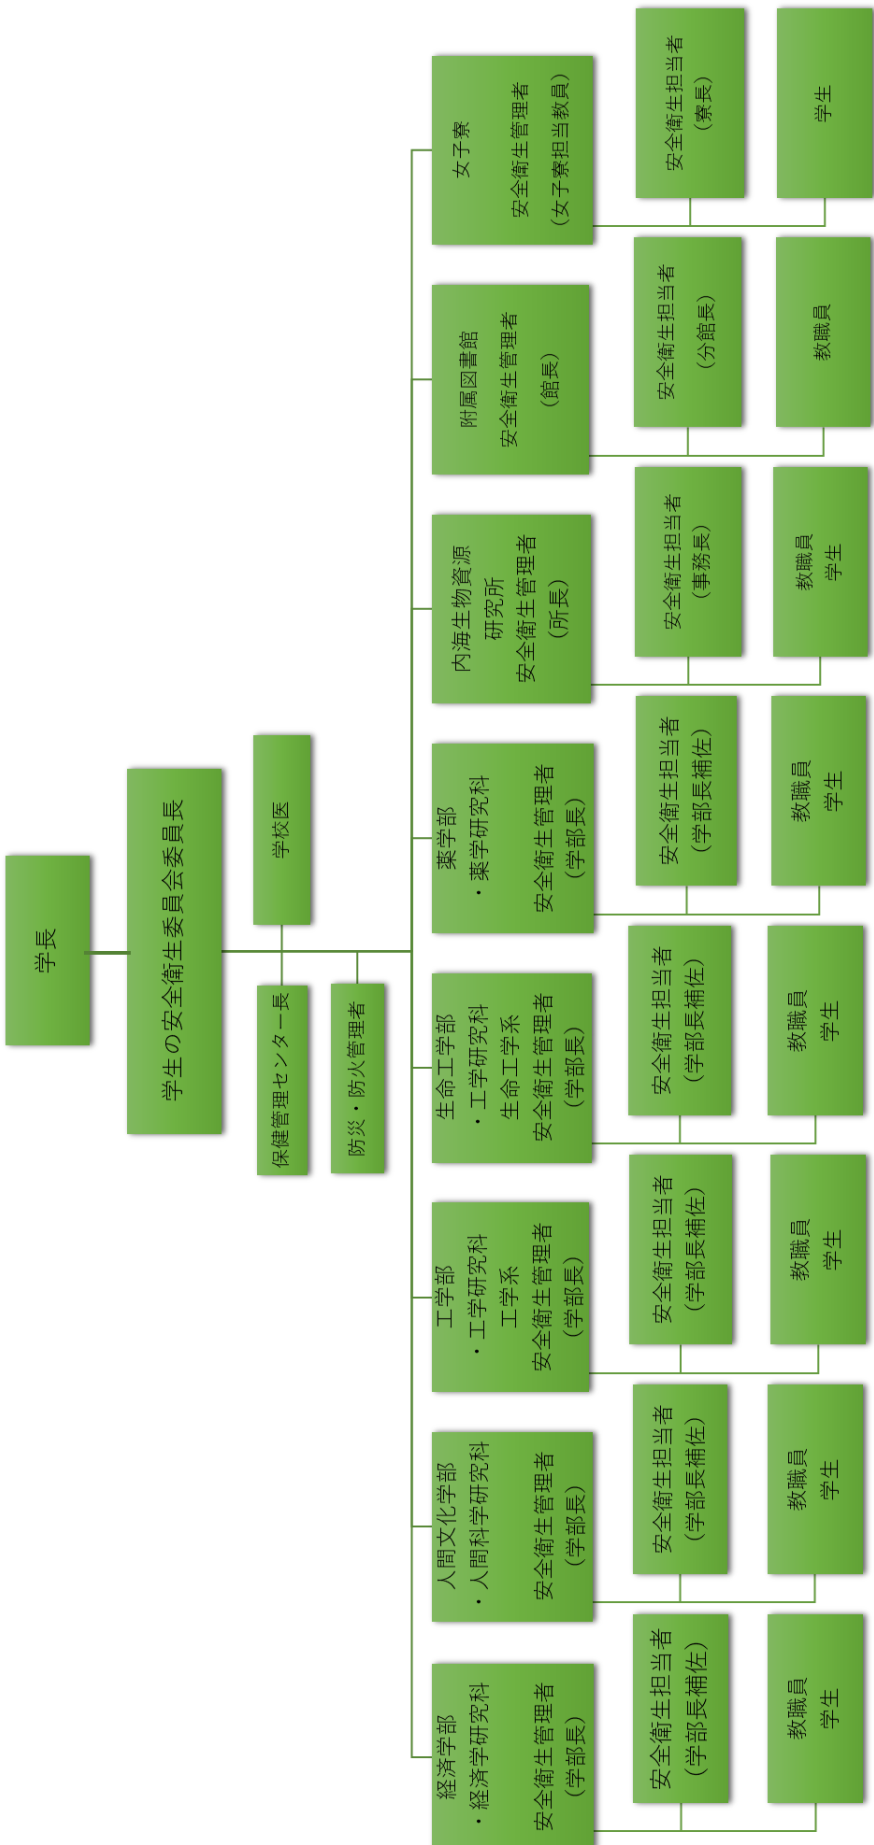 学長
学生の安全衛生委員会委員長
学校医
保健管理センター長
防災・防火管理者
経済学部
・経済学研究科
安全衛生管理者
(学部長)
安全衛生担当者
(学部長補佐)
教職員
学生
人間文化学部
・人間科学研究科
安全衛生管理者
(学部長)
安全衛生担当者
(学部長補佐)
教職員
学生
工学部
・工学研究科
工学系
安全衛生管理者
(学部長)
安全衛生担当者
(学部長補佐)
教職員
学生
生命工学部
・工学研究科
生命工学系
安全衛生管理者
(学部長)
安全衛生担当者
(学部長補佐)
教職員
学生
薬学部
・薬学研究科
安全衛生管理者
(学部長)
安全衛生担当者
(学部長補佐)
教職員
学生
内海生物資源
研究所
安全衛生管理者
(所長)
安全衛生担当者
(事務長)
教職員
学生
附属図書館
安全衛生管理者
(館長)
安全衛生担当者
(分館長)
教職員
女子寮
安全衛生管理者
(女子寮担当教員)
安全衛生担当者
(寮長)
学生